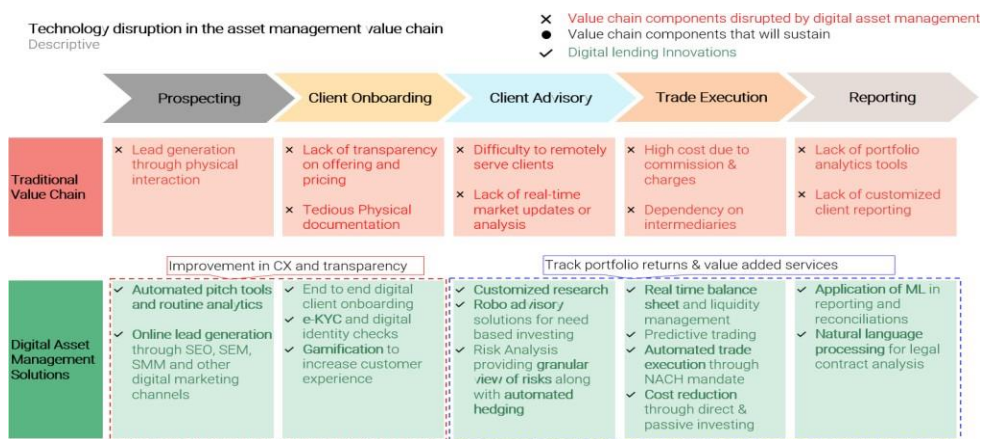 Technology disruption in the asset management value chain
Descriptive
× Value chain components disrupted by digital asset management
● Value chain components that will sustain
✓ Digital lending Innovations
Prospecting
Client Onboarding
Client Advisory
Trade Execution
Reporting
Traditional
Value Chain
× Lead generation
through physical
interaction
× Lack of transparency
on offering and
pricing
× Tedious Physical
documentation
× Difficulty to remotely
serve clients
× Lack of real-time
market updates or
analysis
× High cost due to
commission &
charges
× Dependency on
intermediaries
× Lack of portfolio
analytics tools
× Lack of customized
client reporting
Improvement in CX and transparency
Track portfolio returns & value added services
Digital Asset
Management
Solutions
✓ Automated pitch tools
and routine analytics
✓ Online lead generation
through SEO, SEM,
SMM and other
digital marketing
channels
✓ End to end digital
client onboarding
✓ e-KYC and digital
identity checks
✓ Gamification to
increase customer
experience
✓ Customized research
✓ Robo advisory
solutions for need
based investing
✓ Risk Analysis
providing granular
view of risks along
with automated
hedging
✓ Real time balance
sheet and liquidity
management
✓ Predictive trading
✓ Automated trade
execution through
NACH mandate
✓ Cost reduction
through direct &
passive investing
✓ Application of ML in
reporting and
reconciliations
✓ Natural language
processing for legal
contract analysis